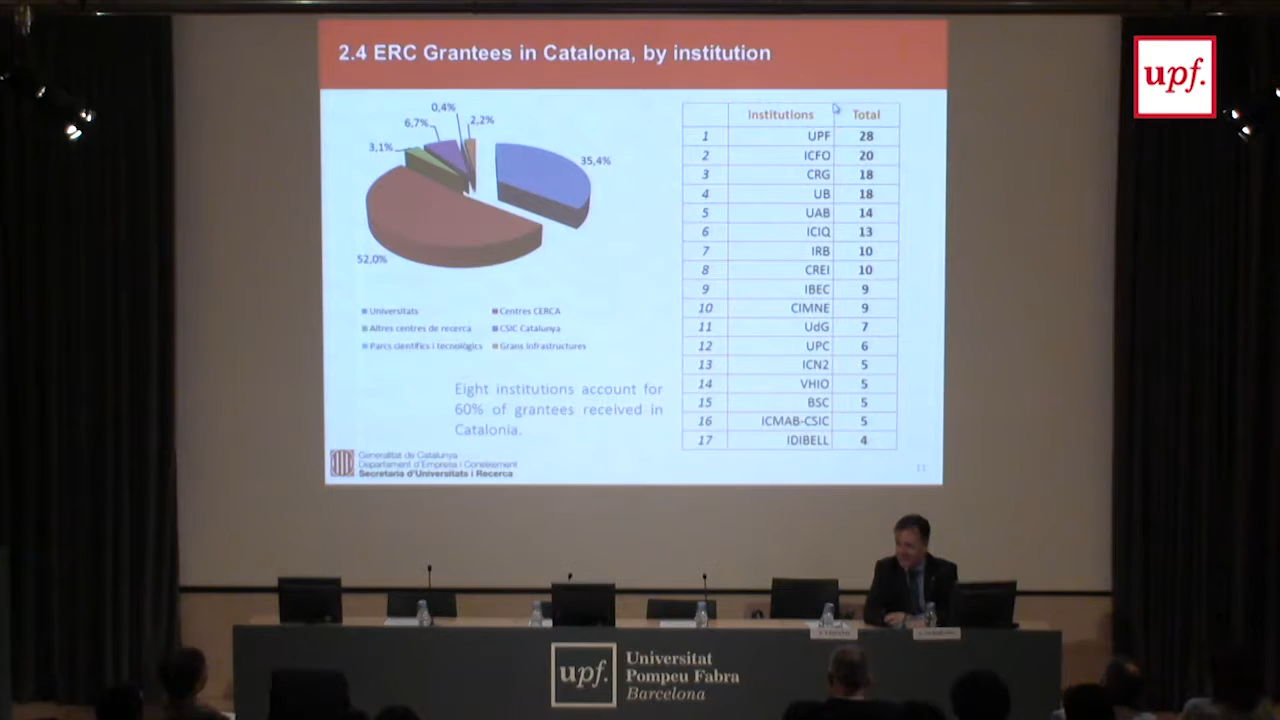 2.4 ERC Grantees in Catalona, by institution
upf.
0,4%
6,7%
2,2%
3,1%
35,4%
52,0%
Universitats
Centres CERCA
Altres centres de recerca
CSIC Catalunya
Parcs científics i tecnològics
Grans infrastructures
Eight institutions account for
60% of grantees received in
Catalonia.
Institutions Total
1 UPF 28
2 ICFO 20
3 CRG 18
4 UB 18
5 UAB 14
6 ICIQ 13
7 IRB 10
8 CREI 10
9 IBEC 9
10 CIMNE 9
11 UdG 7
12 UPC 6
13 ICN2 5
14 VHIO 5
15 BSC 5
16 ICMAB-CSIC 5
17 IDIBELL 4
Generalitat de Catalunya
Departament d'Empresa i Coneixement
Secretaria d'Universitats i Recerca
11
upf.
Universitat
Pompeu Fabra
Barcelona